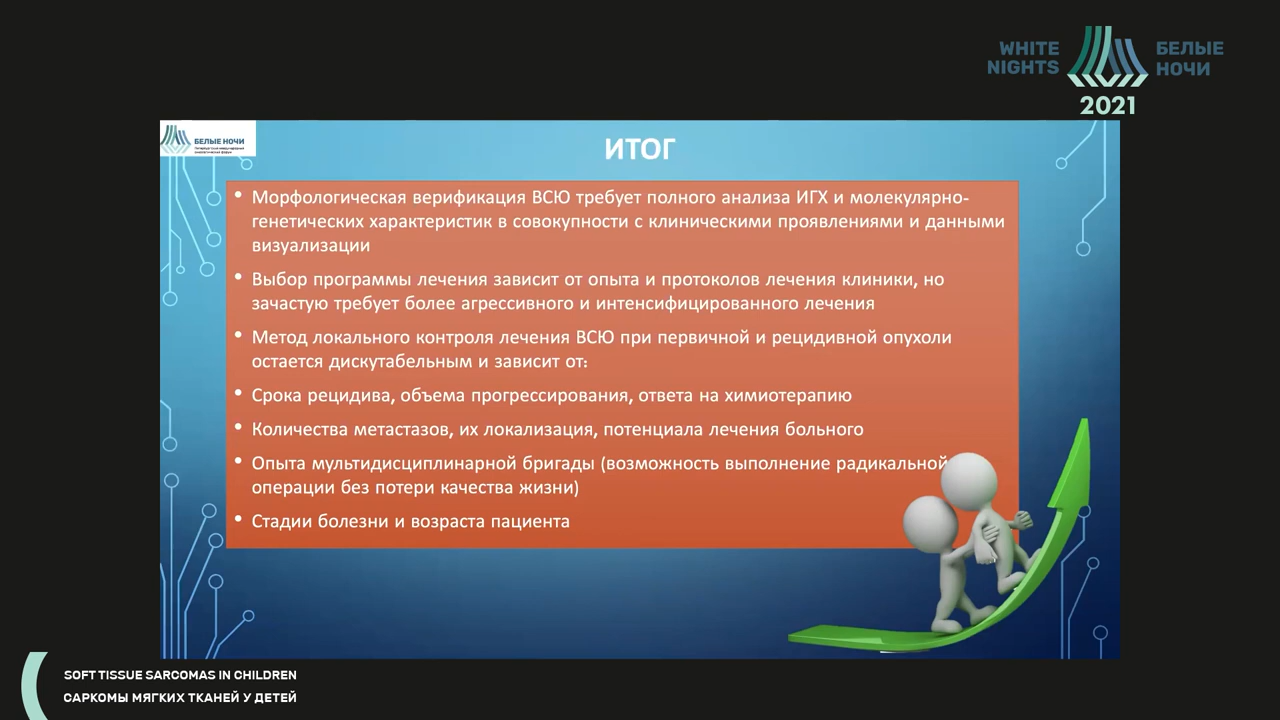 WHITE NIGHTS
БЕЛЫЕ НОЧИ
2021
БЕЛЫЕ НОЧИ
ИТОГ
• Морфологическая верификация ВСЮ требует полного анализа ИГХ и молекулярно-
генетических характеристик в совокупности с клиническими проявлениями и данными
визуализации
• Выбор программы лечения зависит от опыта и протоколов лечения клиники, но
зачастую требует более агрессивного и интенсифицированного лечения
• Метод локального контроля лечения ВСЮ при первичной и рецидивной опухоли
остается дискутабельным и зависит от:
• Срока рецидива, объема прогрессирования, ответа на химиотерапию
• Количества метастазов, их локализация, потенциала лечения больного
• Опыта мультидисциплинарной бригады (возможность выполнение радикальной
операции без потери качества жизни)
• Стадии болезни и возраста пациента
SOFT TISSUE SARCOMAS IN CHILDREN
САРКОМЫ МЯГКИХ ТКАНЕЙ У ДЕТЕЙ